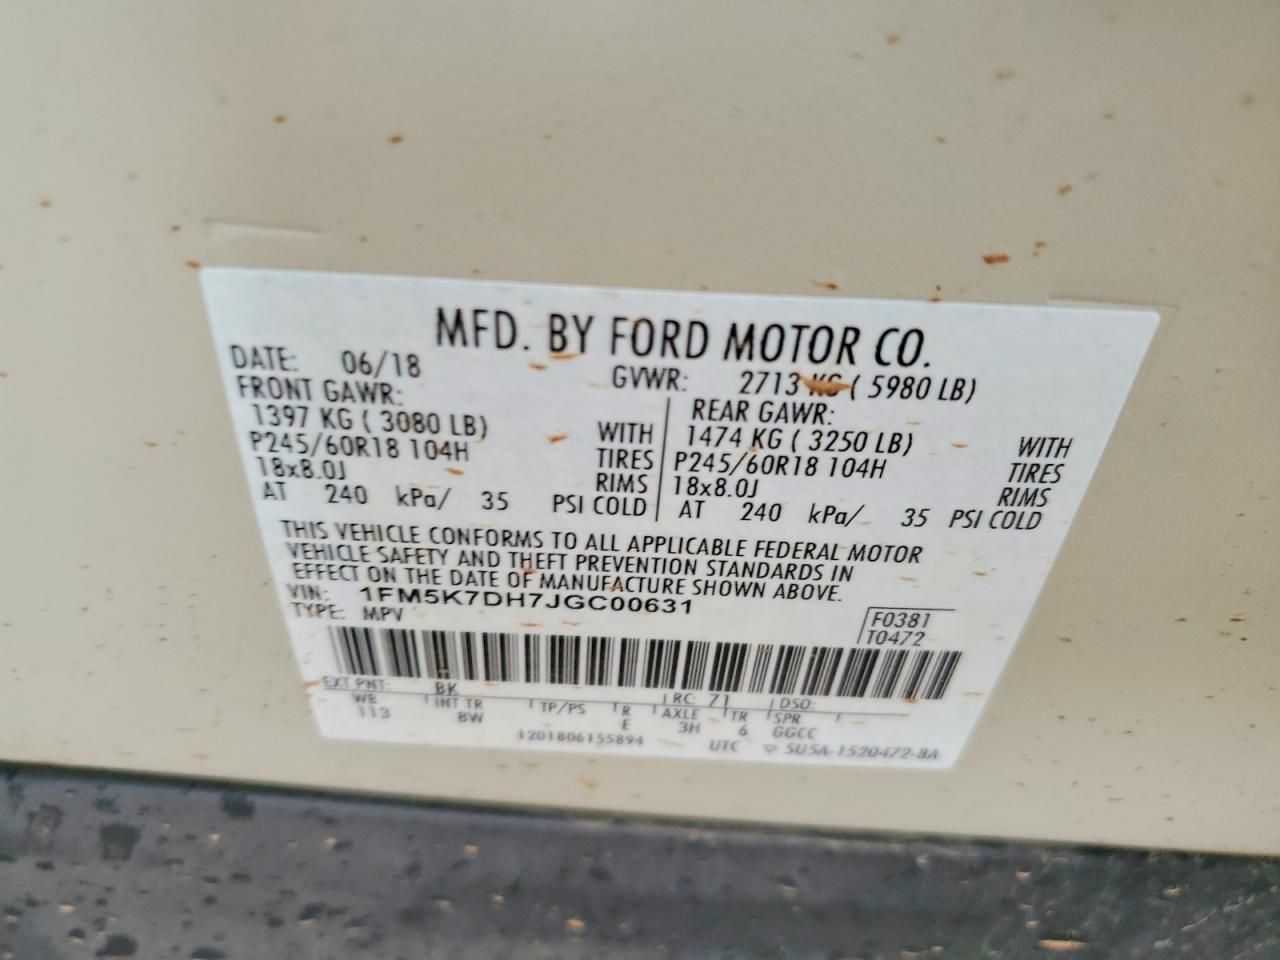 MFD. BY FORD MOTOR CO.
DATE: 06/18 GVWR: 2713 KG ( 5980 LB)
FRONT GAWR: REAR GAWR:
1397 KG ( 3080 LB) WITH 1474 KG ( 3250 LB) WITH
P245/60R18 104H TIRES P245/60R18 104H TIRES
18x8.0J RIMS 18x8.0J RIMS
AT 240 kPa/ 35 PSI COLD AT 240 kPa/ 35 PSI COLD
THIS VEHICLE CONFORMS TO ALL APPLICABLE FEDERAL MOTOR
VEHICLE SAFETY AND THEFT PREVENTION STANDARDS IN
EFFECT ON THE DATE OF MANUFACTURE SHOWN ABOVE.
VIN: 1FM5K7DH7JGC00631
TYPE: MPV
F0381
T0472
EXT PNT: BK RC: 71 DSO:
WB INT TR TP/PS R AXLE TR SPR
113 BW E 3H 6 GGCC
1201806155894 UTC ▽ SU5A-1520472-BA